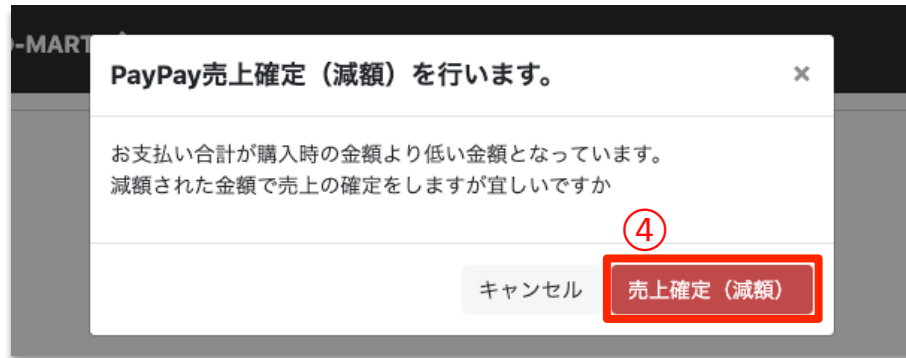 -MART
PayPay売上確定（減額）を行います。
×
お支払い合計が購入時の金額より低い金額となっています。
減額された金額で売上の確定をしますが宜しいですか
④
キャンセル
売上確定（減額）